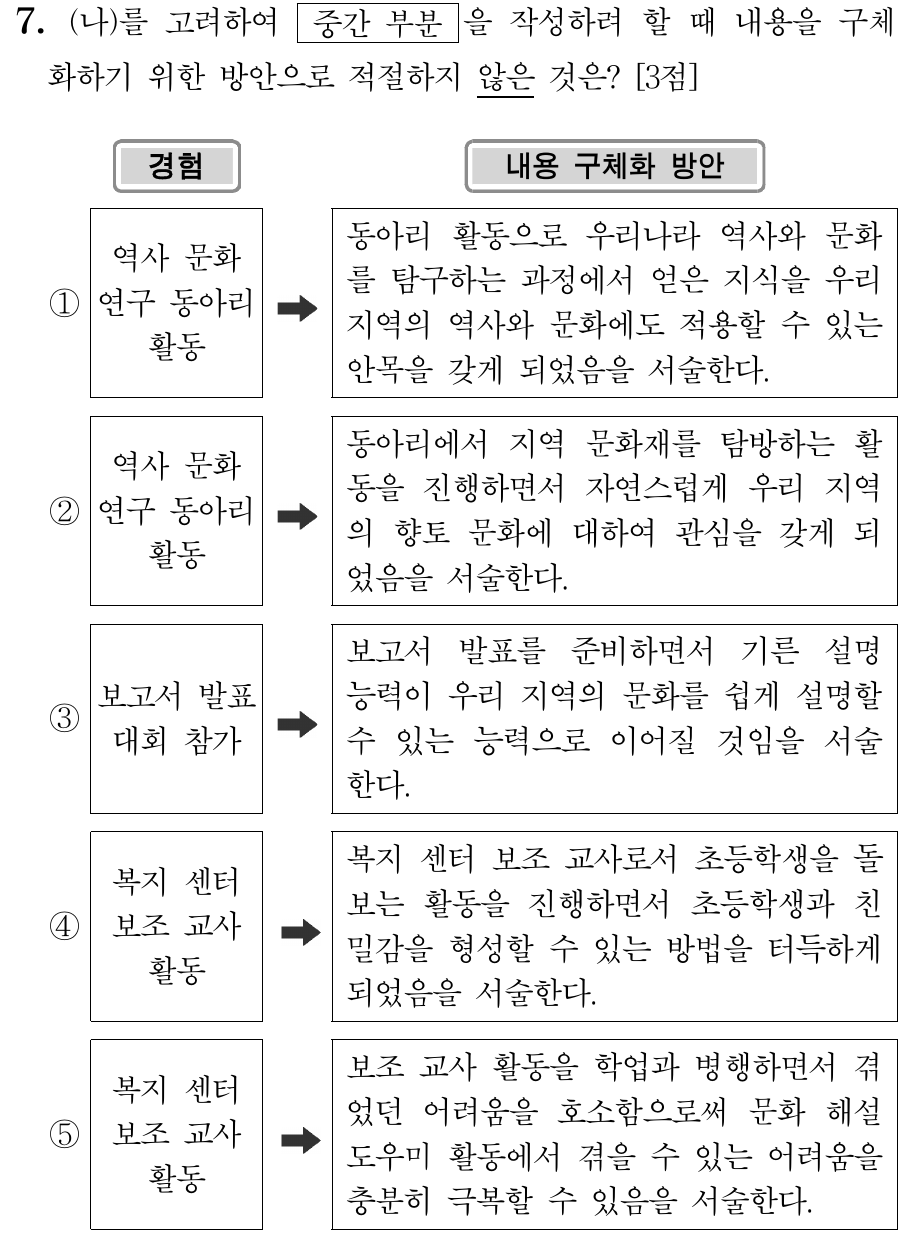 7. (나)를 고려하여 중간 부분 을 작성하려 할 때 내용을 구체
화하기 위한 방안으로 적절하지 않은 것은? [3점]
경험
내용 구체화 방안
①
역사 문화
연구 동아리
활동
동아리 활동으로 우리나라 역사와 문화
를 탐구하는 과정에서 얻은 지식을 우리
지역의 역사와 문화에도 적용할 수 있는
안목을 갖게 되었음을 서술한다.
②
역사 문화
연구 동아리
활동
동아리에서 지역 문화재를 탐방하는 활
동을 진행하면서 자연스럽게 우리 지역
의 향토 문화에 대하여 관심을 갖게 되
었음을 서술한다.
③
보고서 발표
대회 참가
보고서 발표를 준비하면서 기른 설명
능력이 우리 지역의 문화를 쉽게 설명할
수 있는 능력으로 이어질 것임을 서술
한다.
④
복지 센터
보조 교사
활동
복지 센터 보조 교사로서 초등학생을 돌
보는 활동을 진행하면서 초등학생과 친
밀감을 형성할 수 있는 방법을 터득하게
되었음을 서술한다.
⑤
복지 센터
보조 교사
활동
보조 교사 활동을 학업과 병행하면서 겪
었던 어려움을 호소함으로써 문화 해설
도우미 활동에서 겪을 수 있는 어려움을
충분히 극복할 수 있음을 서술한다.